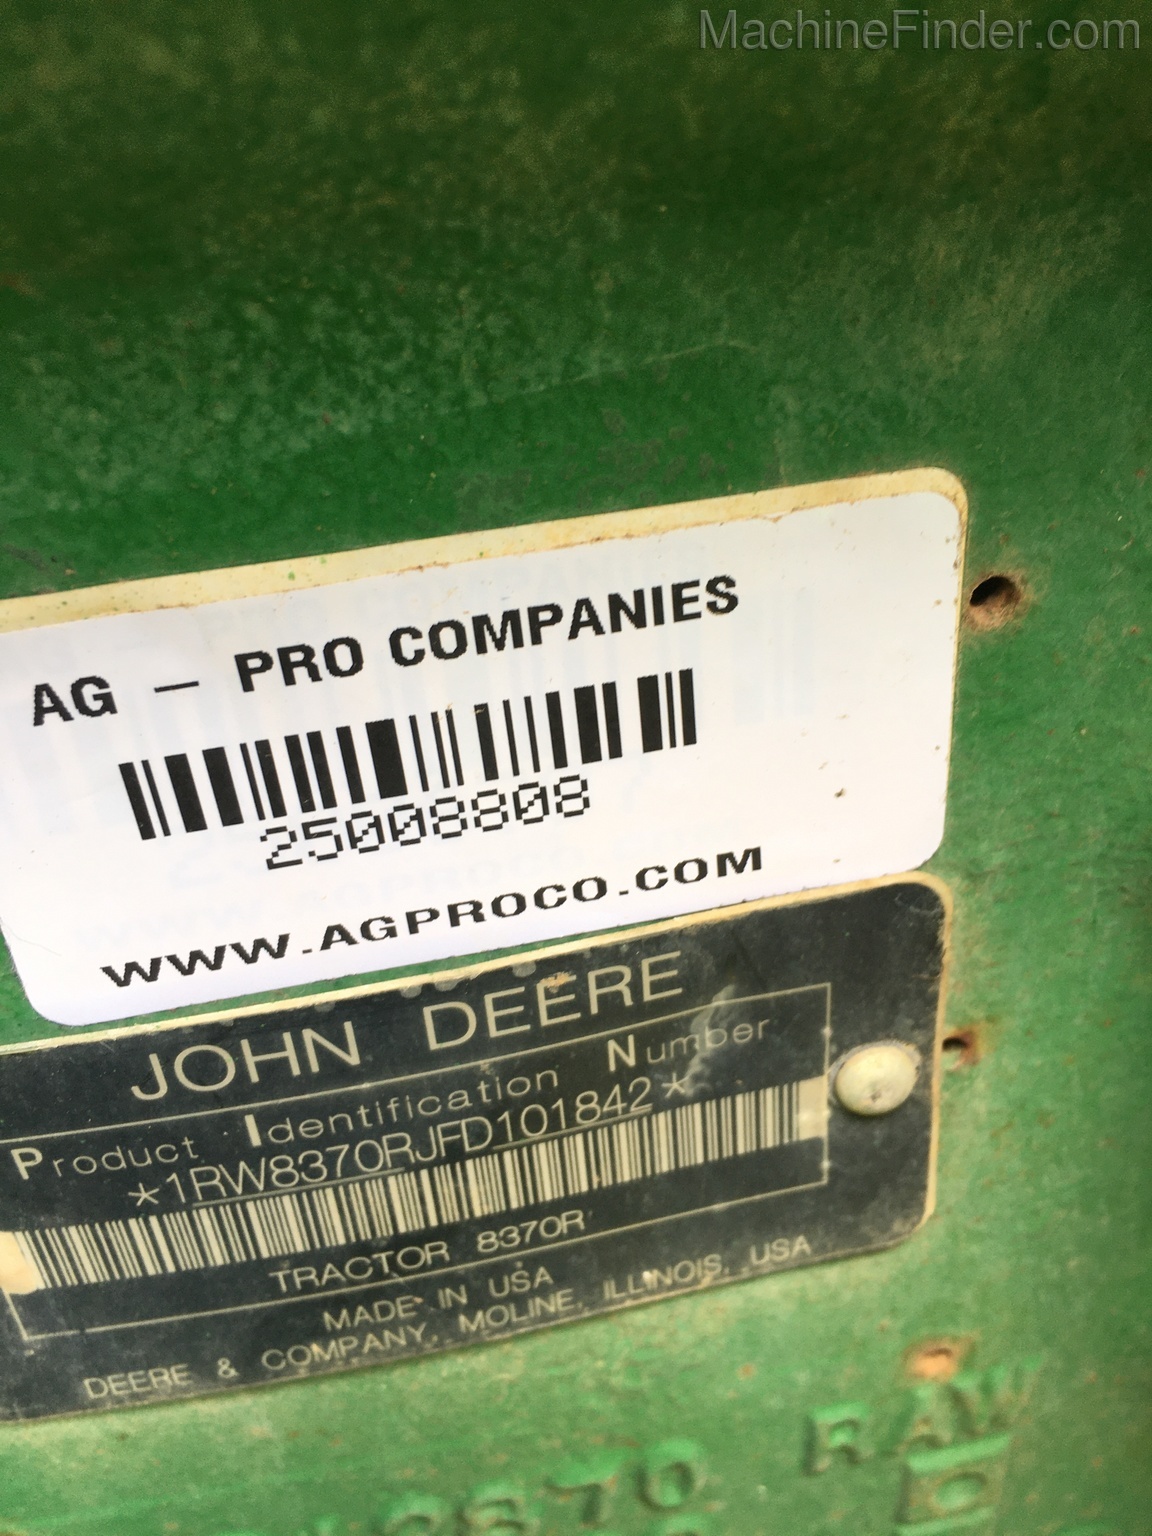 MachineFinder.com
AG - PRO COMPANIES
25008808
WWW.AGPROCO.COM
JOHN DEERE
Product Identification Number
*1RW8370RJFD101842*
TRACTOR 8370R
MADE IN USA
DEERE & COMPANY, MOLINE, ILLINOIS, USA
RAW